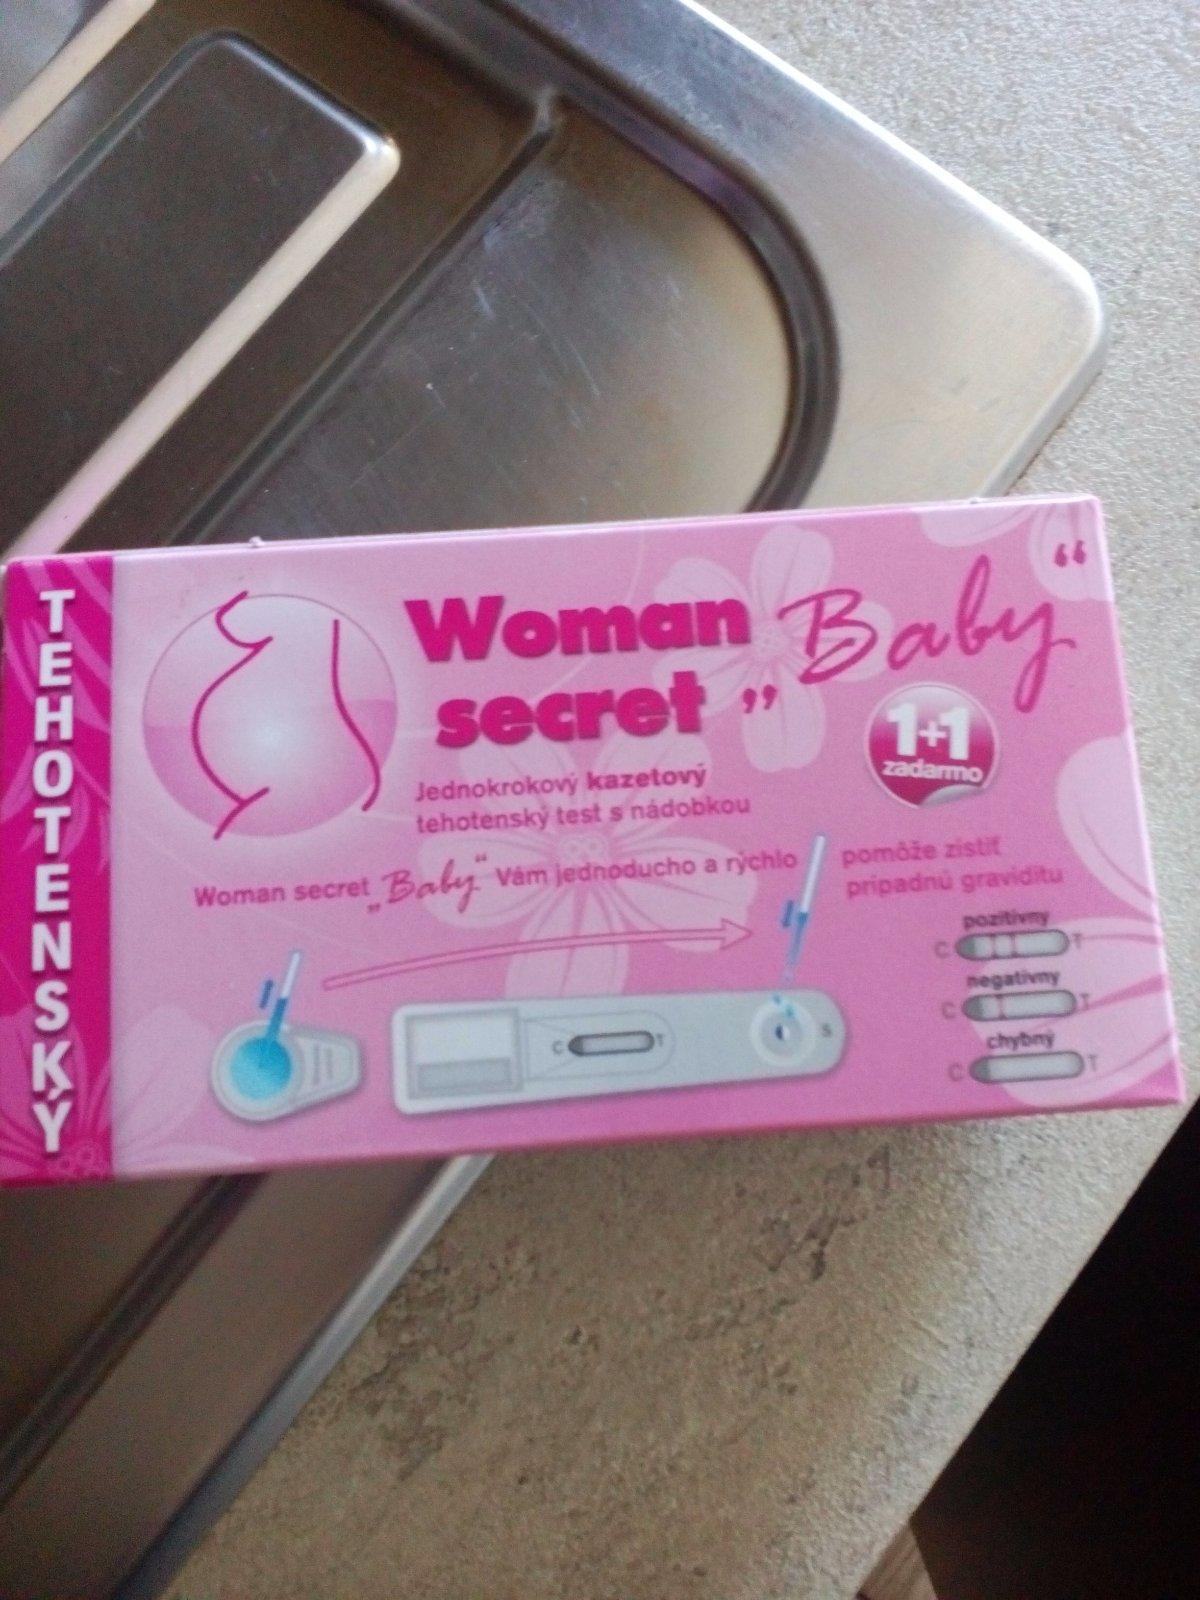 TEHOTENSKÝ
Woman
secret „Baby“
1+1
zadarmo
Jednokrokový kazetový
tehotenský test s nádobkou
Woman secret „Baby“ Vám jednoducho a rýchlo pomôže zistiť
prípadnú graviditu
pozitívny
C T
negatívny
C T
chybný
C T
C T S